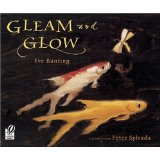 GLEAM and
GLOW
Eve Bunting
Peter Sylvada